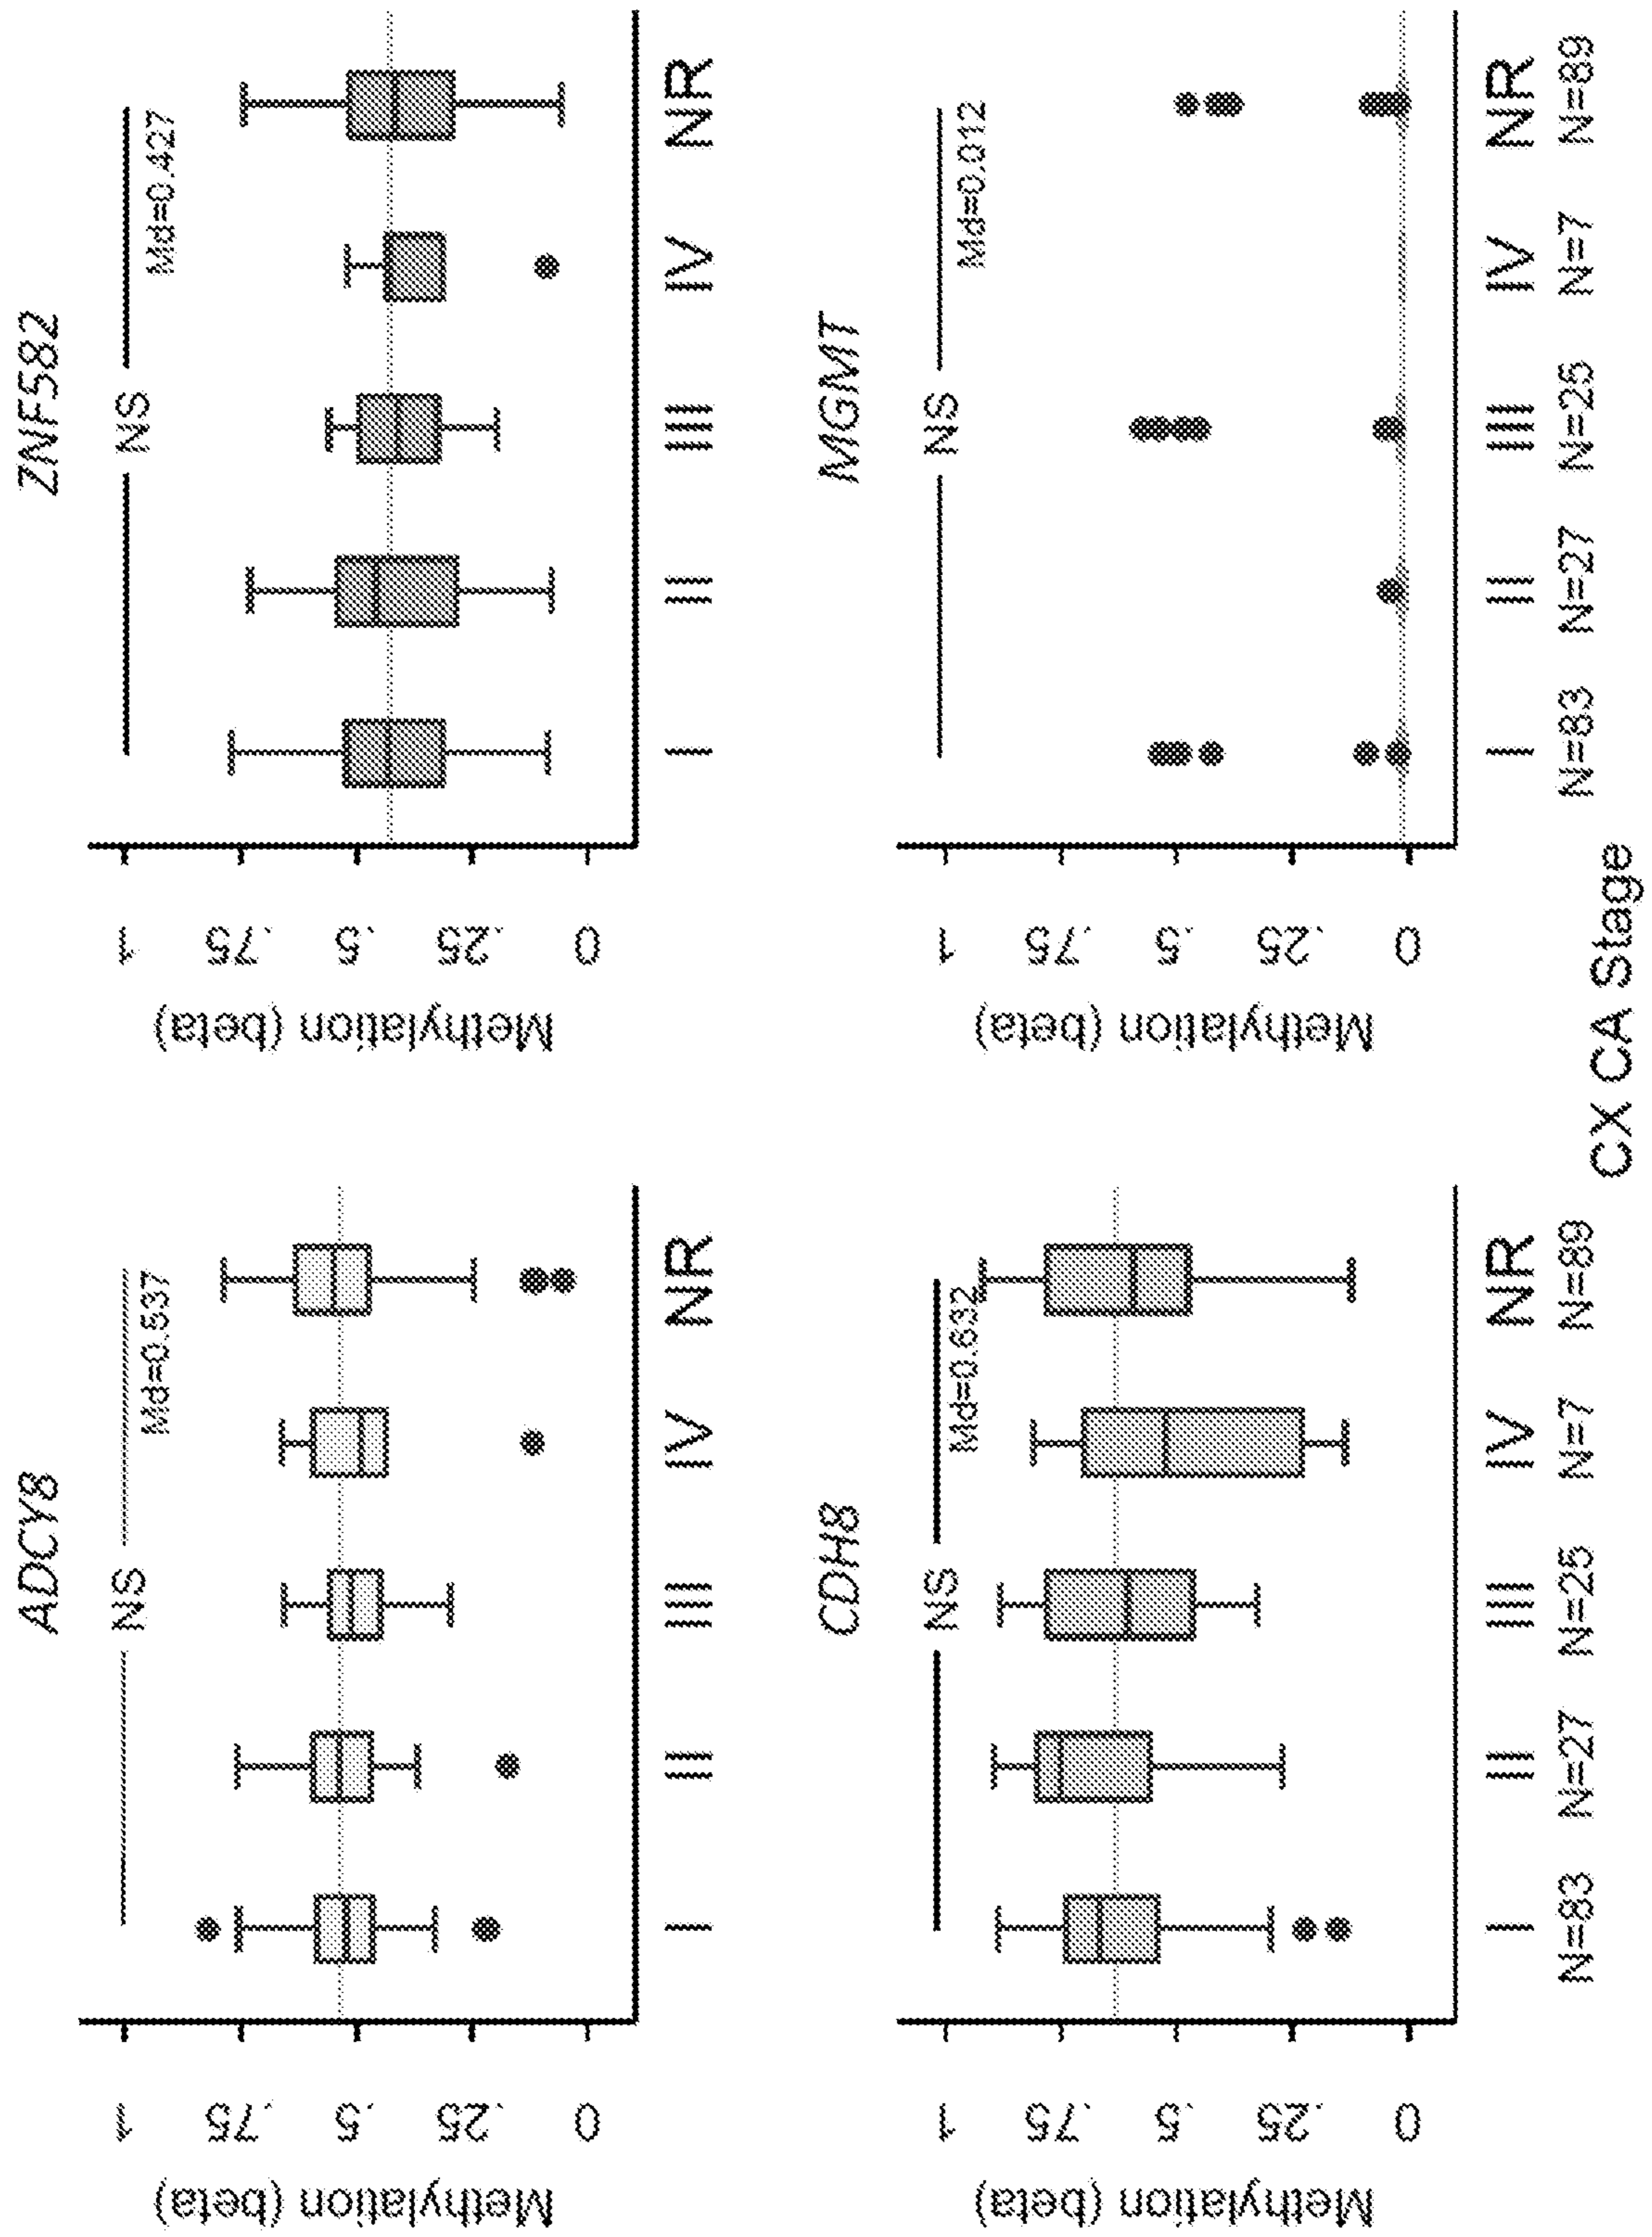 ADCY8
NS
Md=0.537
Methylation (beta)
1
.75
.5
.25
0
I II III IV NR
ZNF582
NS
Md=0.427
Methylation (beta)
1
.75
.5
.25
0
I II III IV NR
CDH8
NS
Md=0.632
Methylation (beta)
1
.75
.5
.25
0
I II III IV NR
N=83 N=27 N=25 N=7 N=89
MGMT
NS
Md=0.012
Methylation (beta)
1
.75
.5
.25
0
I II III IV NR
N=83 N=27 N=25 N=7 N=89
CX CA Stage